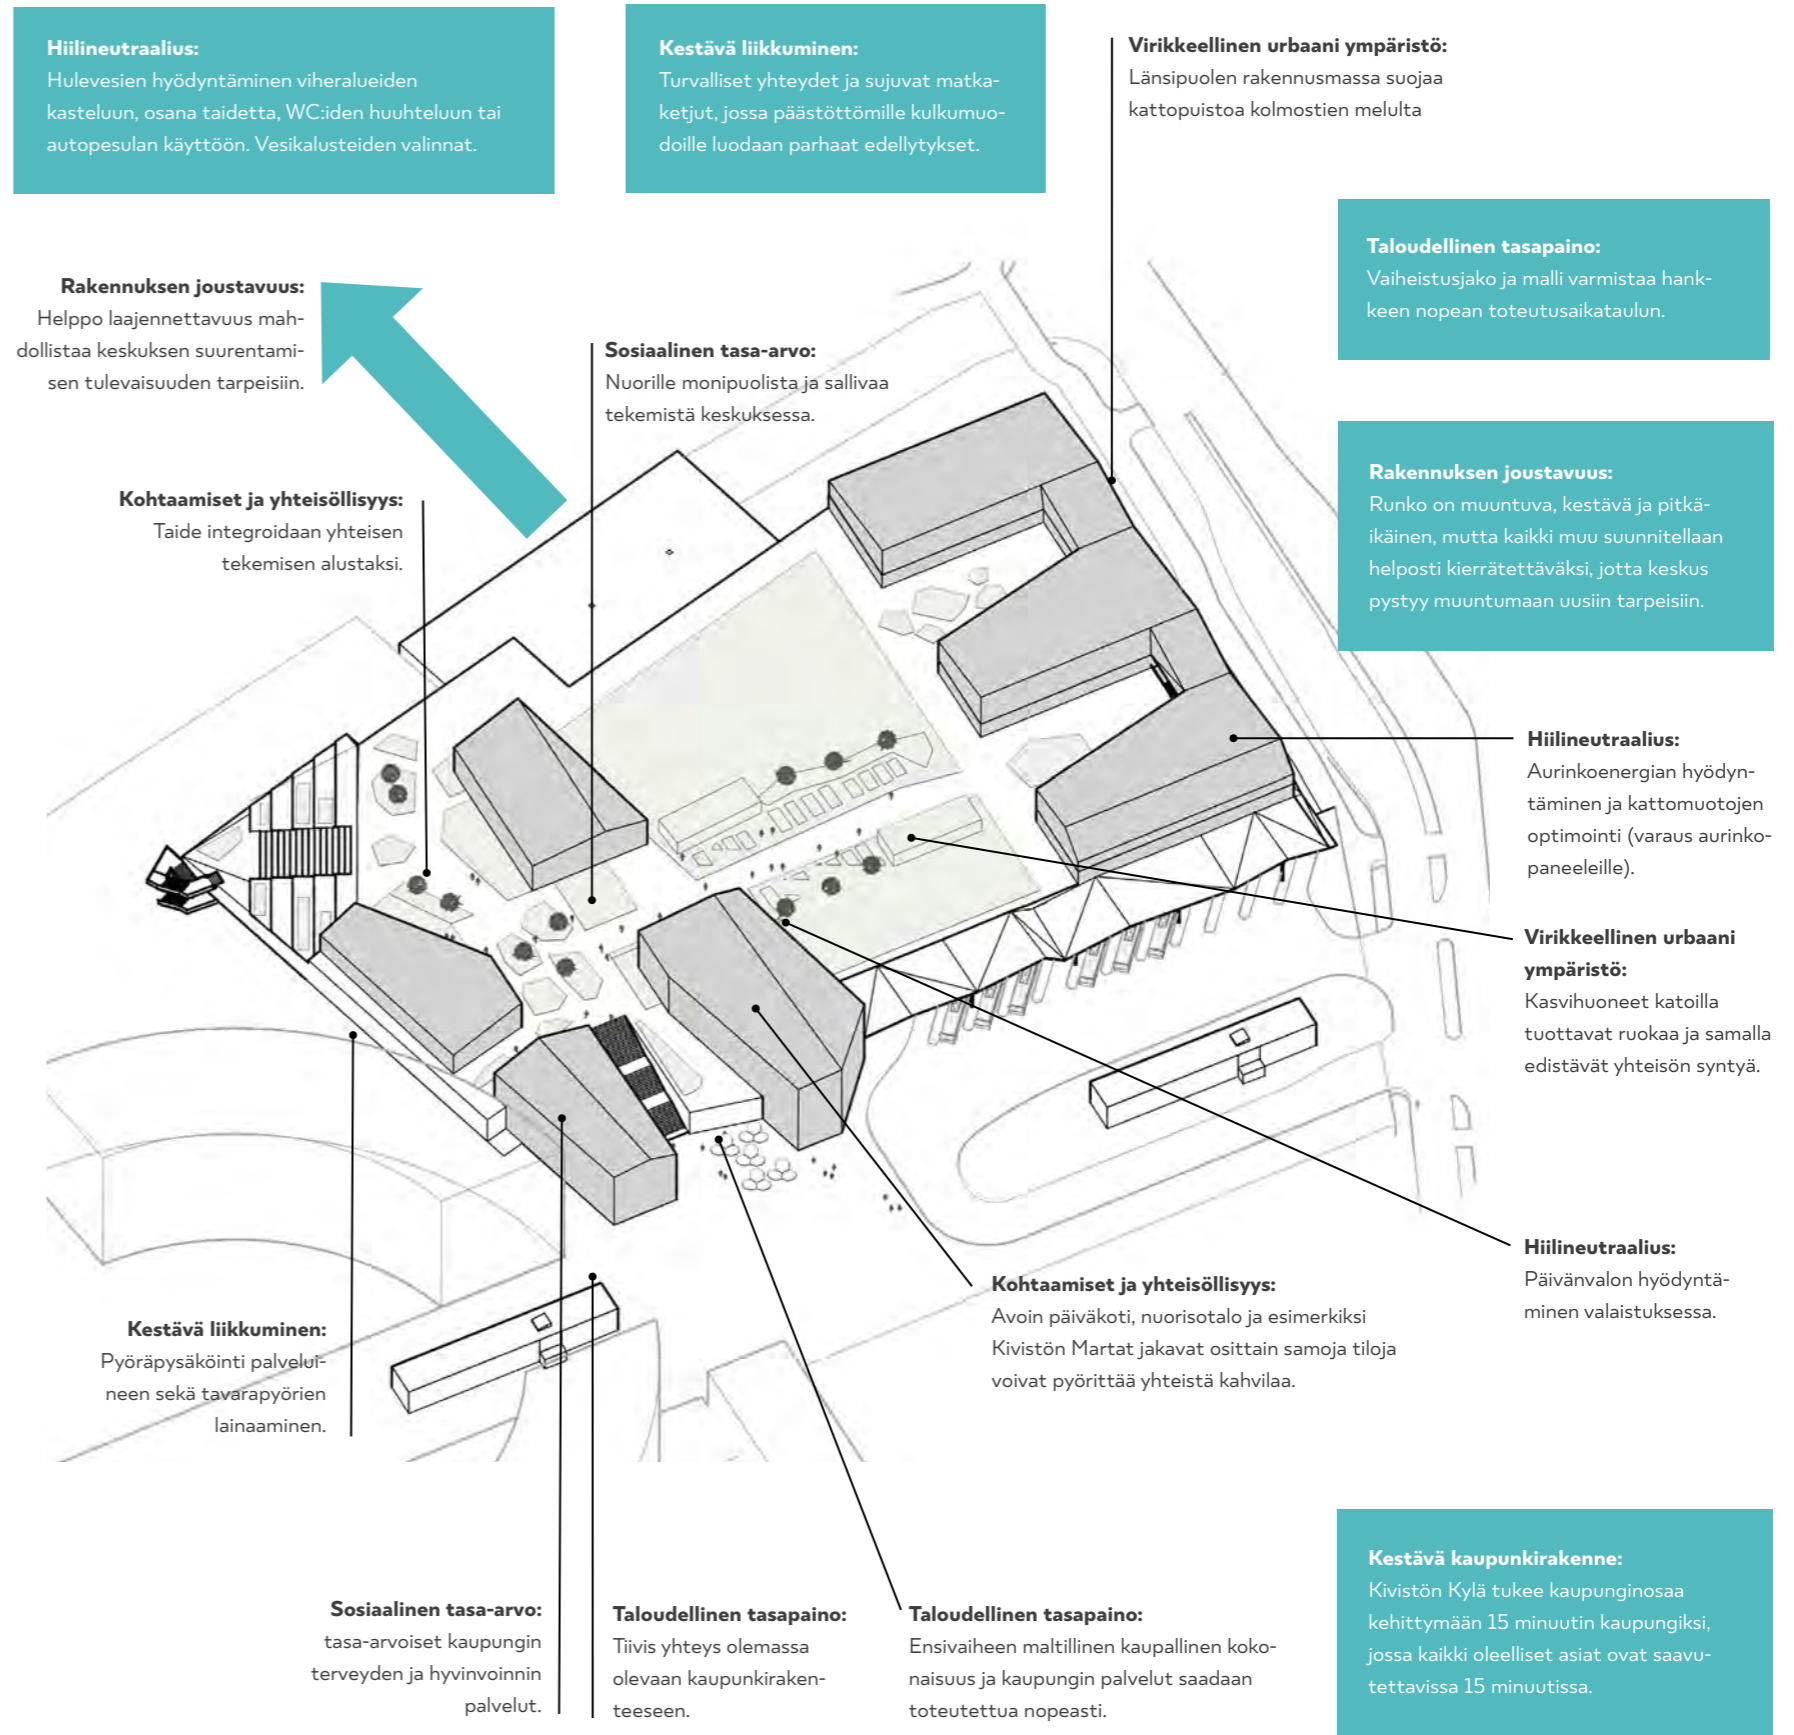 Hiilineutraalius:
Hulevesien hyödyntäminen viheralueiden
kasteluun, osana taidetta, WC:iden huuhteluun tai
autopesulan käyttöön. Vesikalusteiden valinnat.
Kestävä liikkuminen:
Turvalliset yhteydet ja sujuvat matka-
ketjut, jossa päästöttömille kulkumuo-
doille luodaan parhaat edellytykset.
Virikkeellinen urbaani ympäristö:
Länsipuolen rakennusmassa suojaa
kattopuistoa kolmostien melulta
Taloudellinen tasapaino:
Vaiheistusjako ja malli varmistaa hank-
keen nopean toteutusaikataulun.
Rakennuksen joustavuus:
Helppo laajennettavuus mah-
dollistaa keskuksen suurentami-
sen tulevaisuuden tarpeisiin.
Sosiaalinen tasa-arvo:
Nuorille monipuolista ja sallivaa
tekemistä keskuksessa.
Rakennuksen joustavuus:
Runko on muuntuva, kestävä ja pitkä-
ikäinen, mutta kaikki muu suunnitellaan
helposti kierrätettäväksi, jotta keskus
pystyy muuntumaan uusiin tarpeisiin.
Kohtaamiset ja yhteisöllisyys:
Taide integroidaan yhteisen
tekemisen alustaksi.
Hiilineutraalius:
Aurinkoenergian hyödyn-
täminen ja kattomuotojen
optimointi (varaus aurinko-
paneeleille).
Virikkeellinen urbaani
ympäristö:
Kasvihuoneet katoilla
tuottavat ruokaa ja samalla
edistävät yhteisön syntyä.
Hiilineutraalius:
Päivänvalon hyödyntä-
minen valaistuksessa.
Kohtaamiset ja yhteisöllisyys:
Avoin päiväkoti, nuorisotalo ja esimerkiksi
Kivistön Martat jakavat osittain samoja tiloja
voivat pyörittää yhteistä kahvilaa.
Kestävä liikkuminen:
Pyöräpysäköinti palvelui-
neen sekä tavarapyörien
lainaaminen.
Sosiaalinen tasa-arvo:
tasa-arvoiset kaupungin
terveyden ja hyvinvoinnin
palvelut.
Taloudellinen tasapaino:
Tiivis yhteys olemassa
olevaan kaupunkiraken-
teeseen.
Taloudellinen tasapaino:
Ensivaiheen maltillinen kaupallinen koko-
naisuus ja kaupungin palvelut saadaan
toteutettua nopeasti.
Kestävä kaupunkirakenne:
Kivistön Kylä tukee kaupunginosaa
kehittymään 15 minuutin kaupungiksi,
jossa kaikki oleelliset asiat ovat saavu-
tettavissa 15 minuutissa.